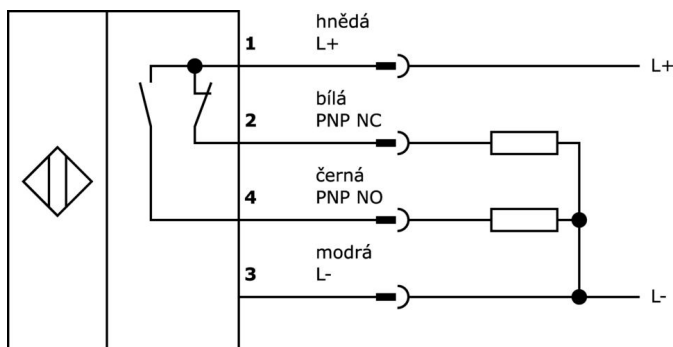 hnědá
1 L+
L+
bílá
2 PNP NC
černá
4 PNP NO
modrá
3 L-
L-